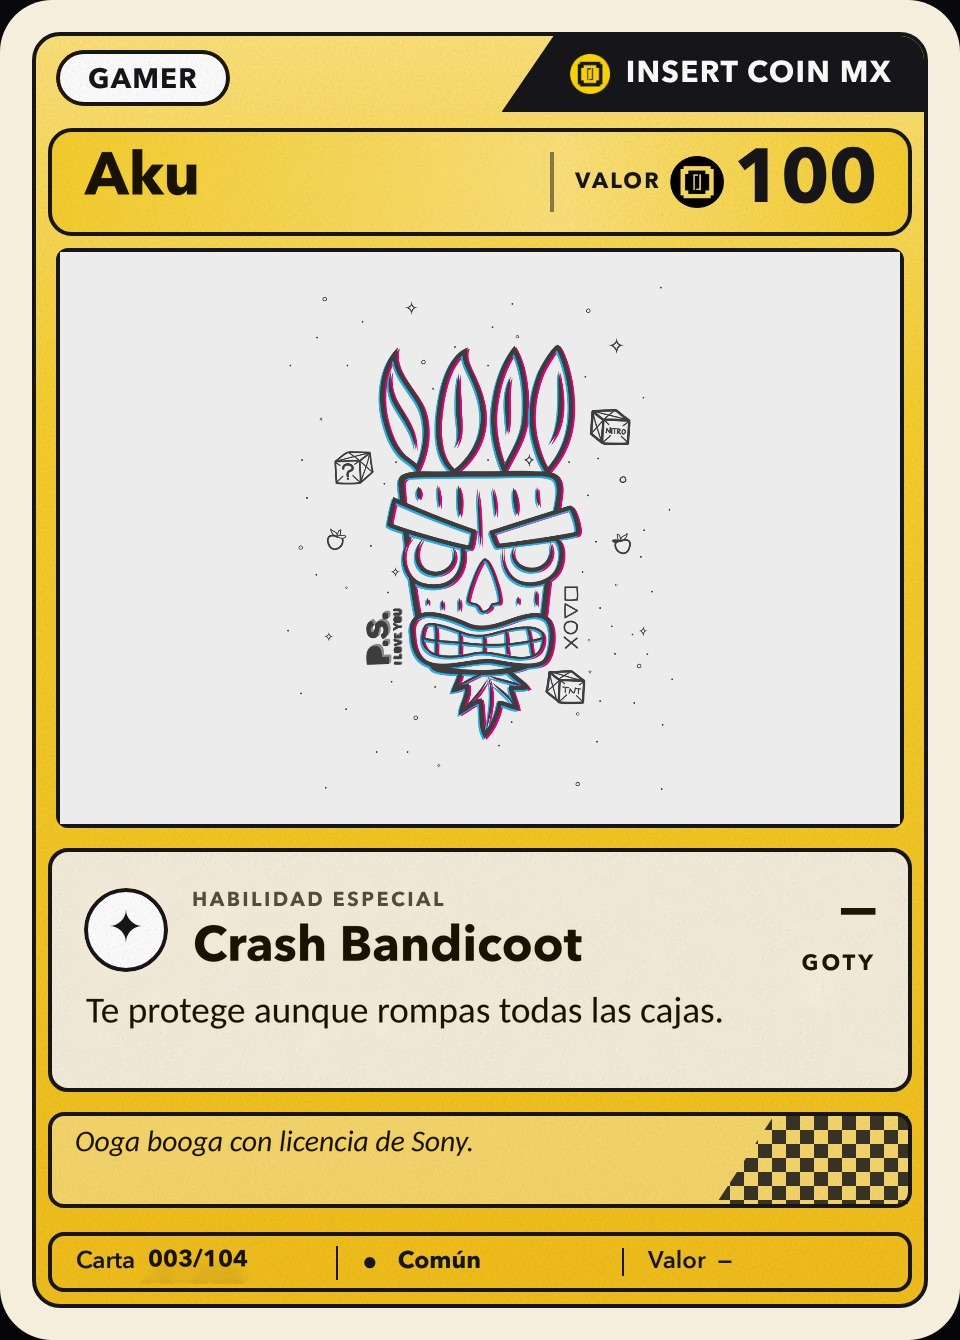 GAMER
INSERT COIN MX
Aku
VALOR 100
NITRO
?
P.S.
I LOVE YOU
TNT
HABILIDAD ESPECIAL
Crash Bandicoot
–
GOTY
Te protege aunque rompas todas las cajas.
Ooga booga con licencia de Sony.
Carta 003/104 • Común Valor –